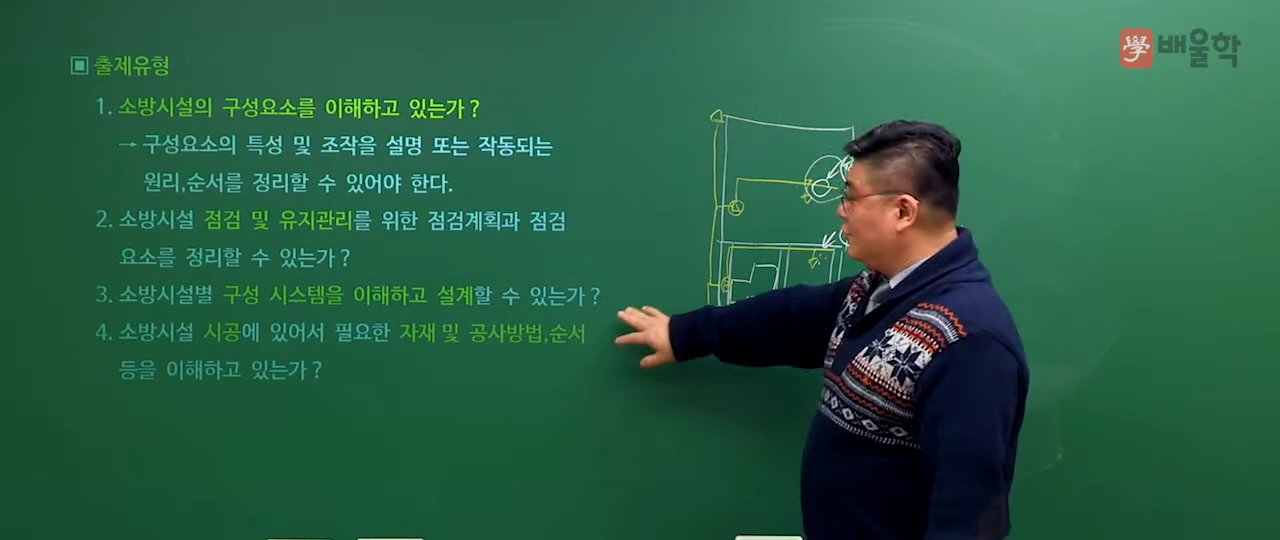 ▣ 출제유형
1. 소방시설의 구성요소를 이해하고 있는가?
→ 구성요소의 특성 및 조작을 설명 또는 작동되는
원리,순서를 정리할 수 있어야 한다.
2. 소방시설 점검 및 유지관리를 위한 점검계획과 점검
요소를 정리할 수 있는가?
3. 소방시설별 구성 시스템을 이해하고 설계할 수 있는가?
4. 소방시설 시공에 있어서 필요한 자재 및 공사방법,순서
등을 이해하고 있는가?
學 배울학